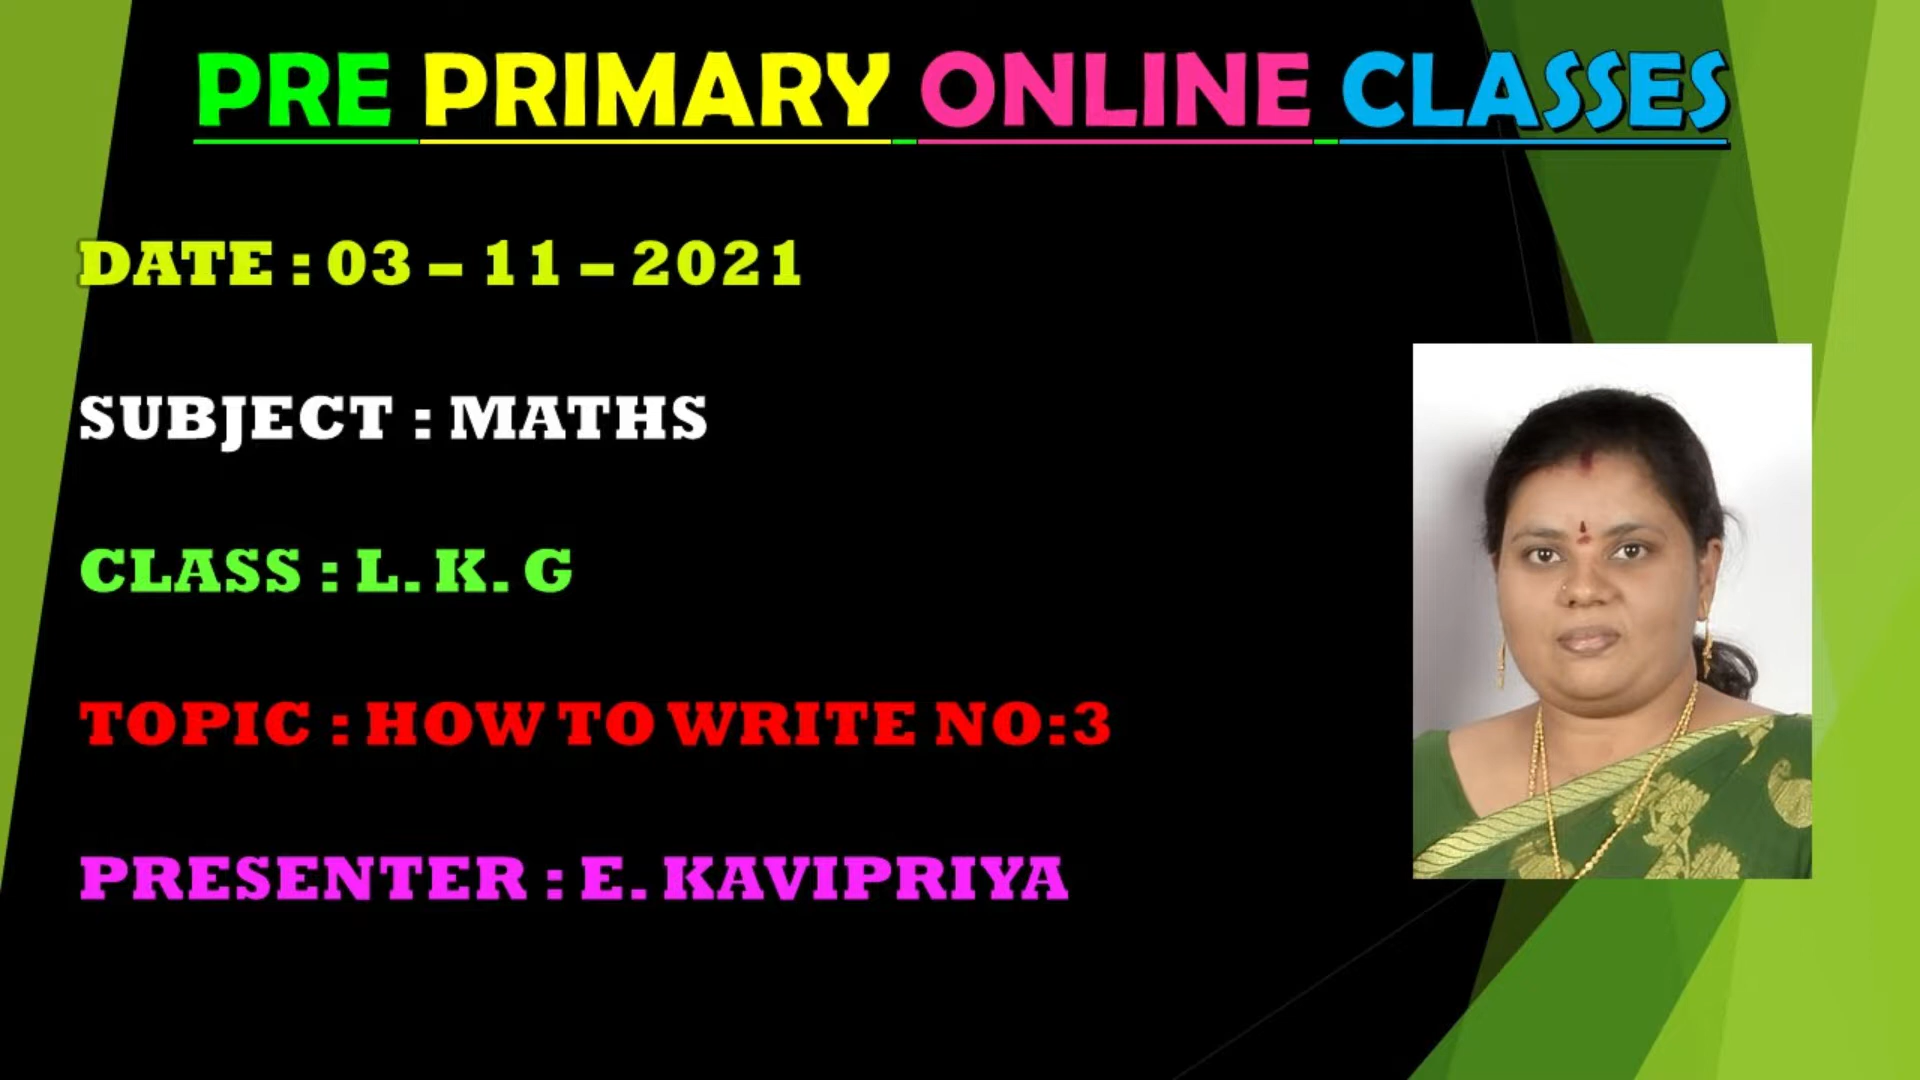 PRE PRIMARY ONLINE CLASSES
DATE : 03 – 11 – 2021
SUBJECT : MATHS
CLASS : L. K. G
TOPIC : HOW TO WRITE NO:3
PRESENTER : E. KAVIPRIYA